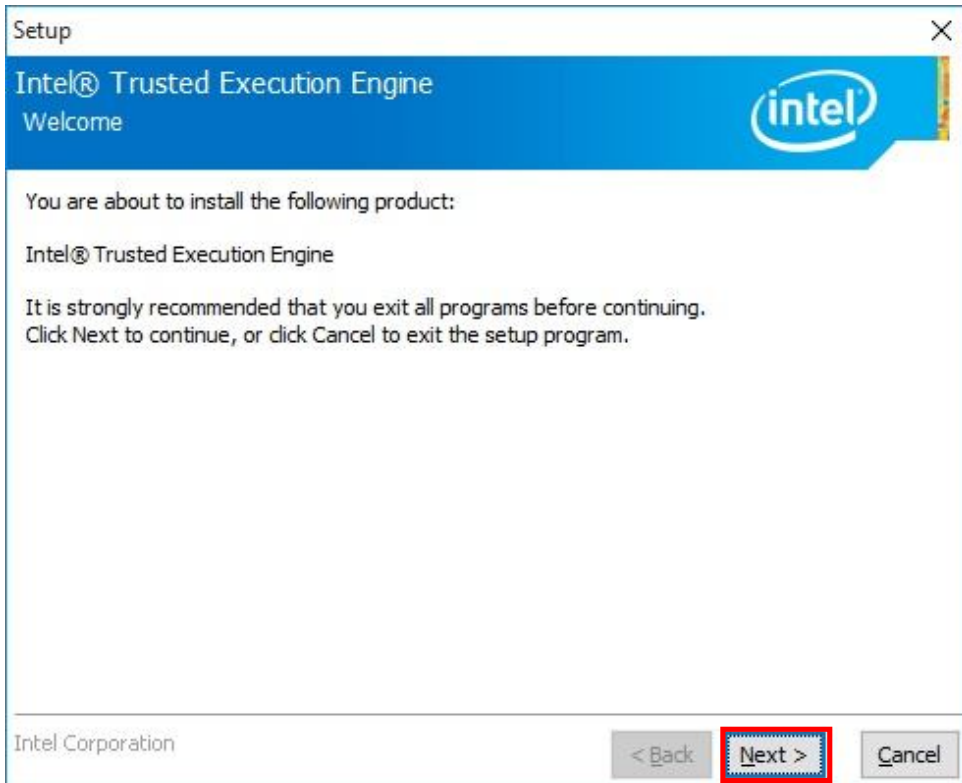 Setup
Intel® Trusted Execution Engine
Welcome
intel
You are about to install the following product:
Intel® Trusted Execution Engine
It is strongly recommended that you exit all programs before continuing.
Click Next to continue, or click Cancel to exit the setup program.
Intel Corporation
< Back Next > Cancel